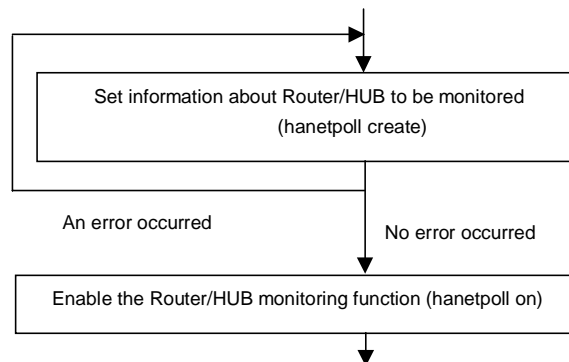 Set information about Router/HUB to be monitored
(hanetpoll create)
An error occurred
No error occurred
Enable the Router/HUB monitoring function (hanetpoll on)